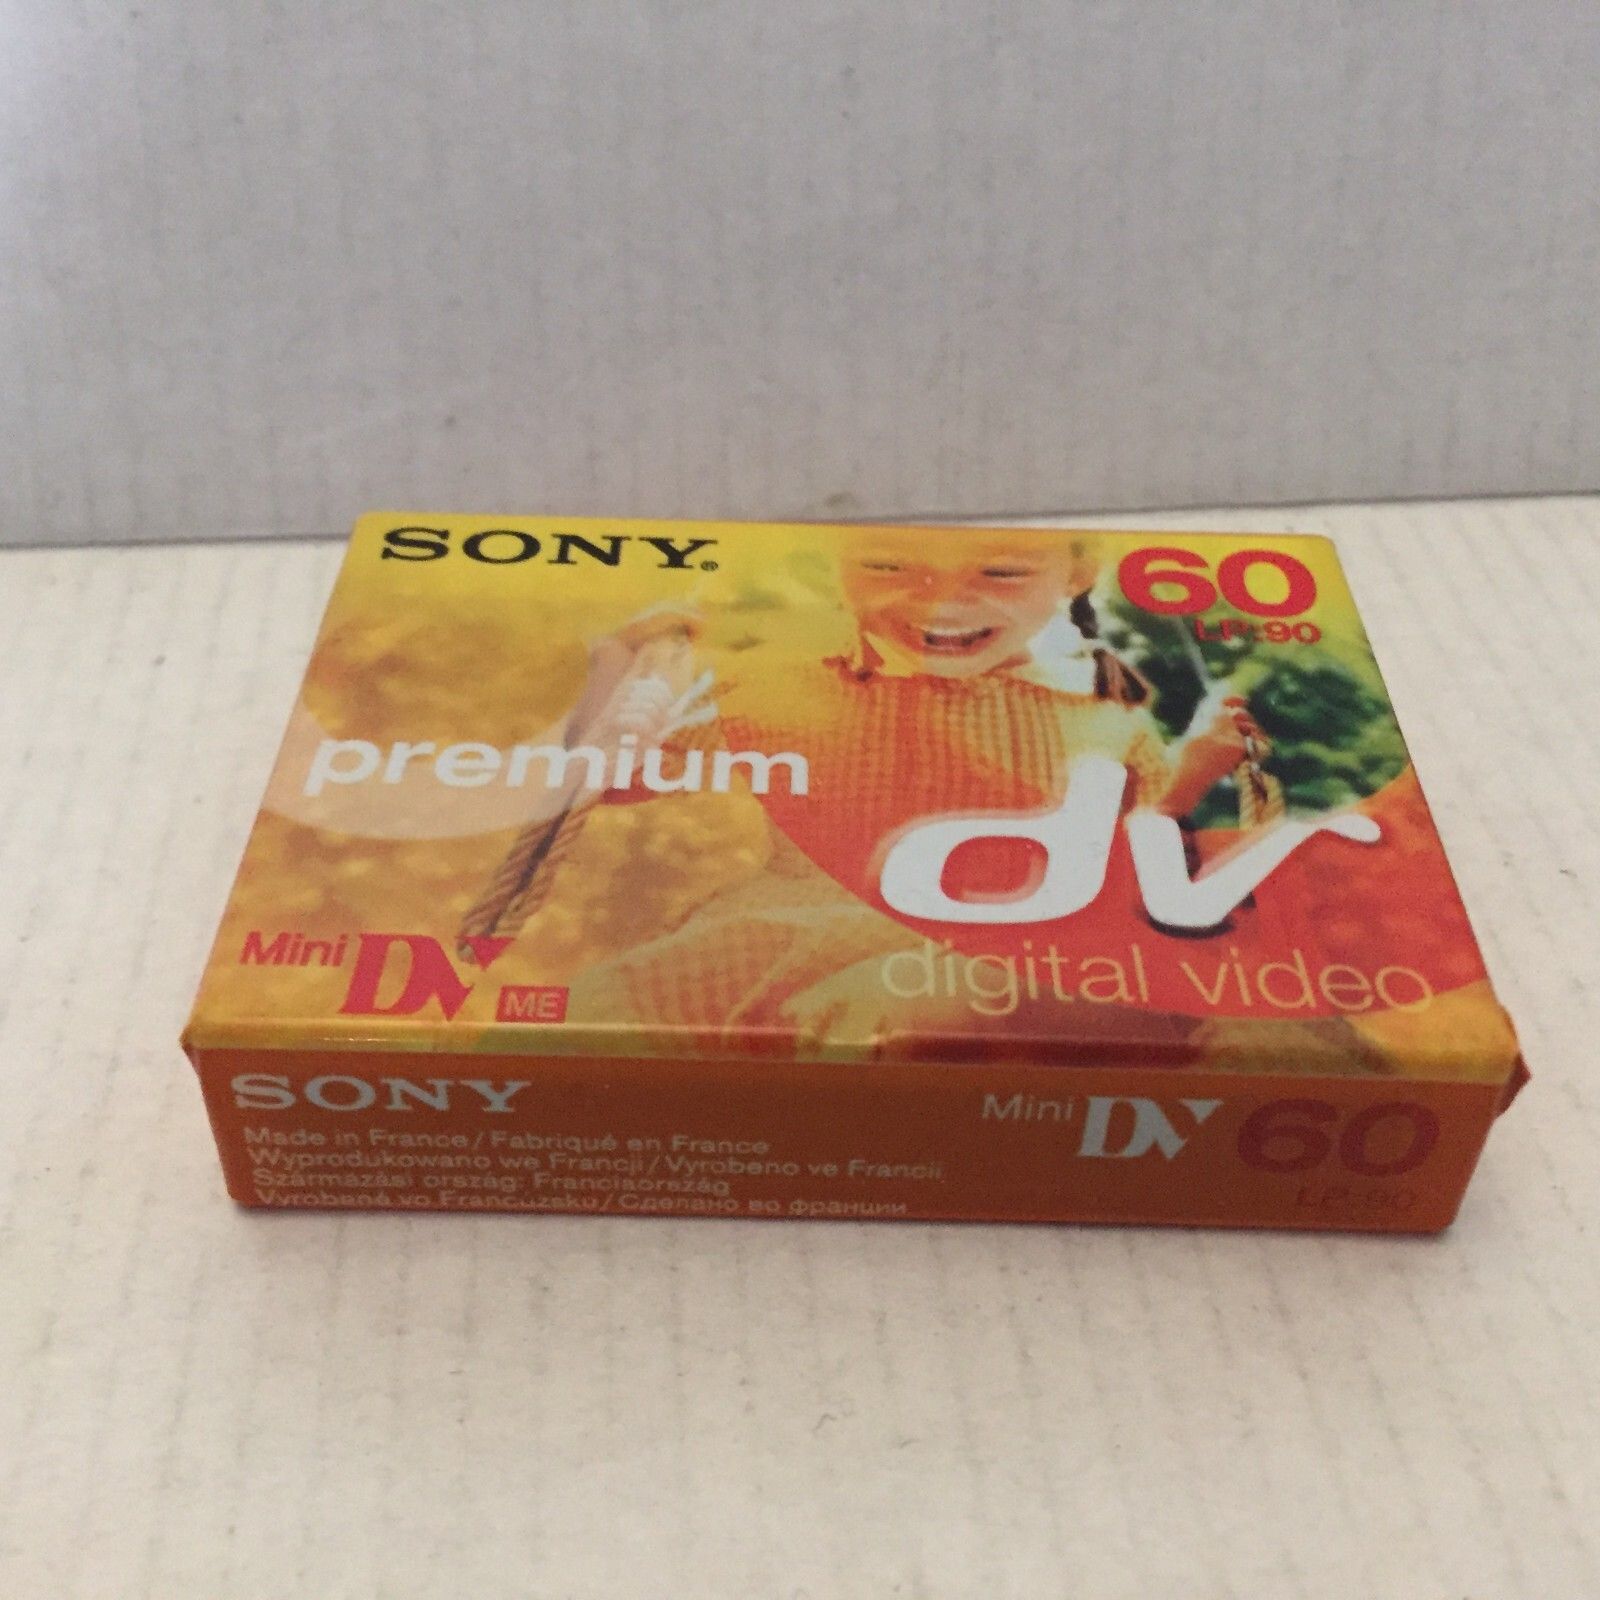 SONY®
60
LP:90
premium
dv
digital video
Mini DV ME
SONY
Made in France/Fabriqué en France
Wyprodukowano we Francji/Vyrobeno ve Francii
Származási ország: Franciaország
Vyrobené vo Francúzsku/Сделано во франции
Mini DV 60
LP:90